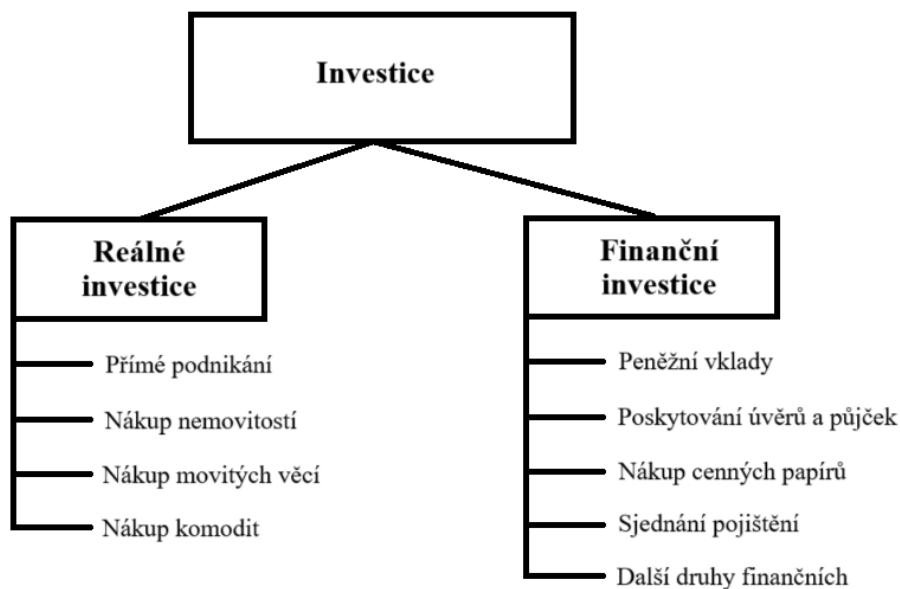 Investice
Reálné
investice
Přímé podnikání
Nákup nemovitostí
Nákup movitých věcí
Nákup komodit
Finanční
investice
Peněžní vklady
Poskytování úvěrů a půjček
Nákup cenných papírů
Sjednání pojištění
Další druhy finančních